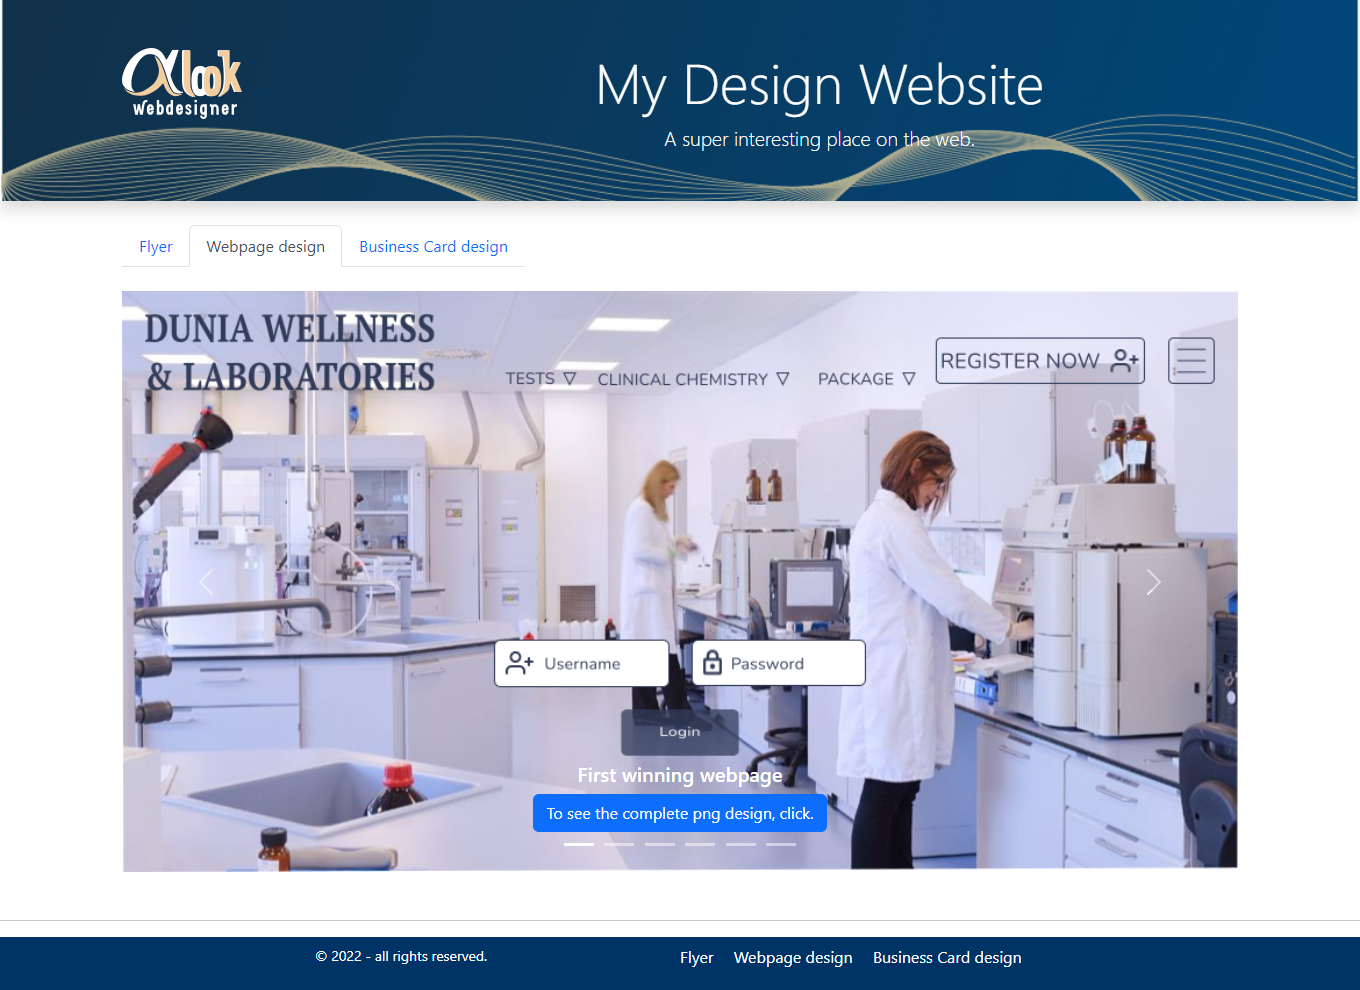 αlook
webdesigner
My Design Website
A super interesting place on the web.
Flyer
Webpage design
Business Card design
DUNIA WELLNESS
& LABORATORIES
TESTS
CLINICAL CHEMISTRY
PACKAGE
REGISTER NOW
Username
Password
Login
First winning webpage
To see the complete png design, click.
© 2022 - all rights reserved.
Flyer
Webpage design
Business Card design